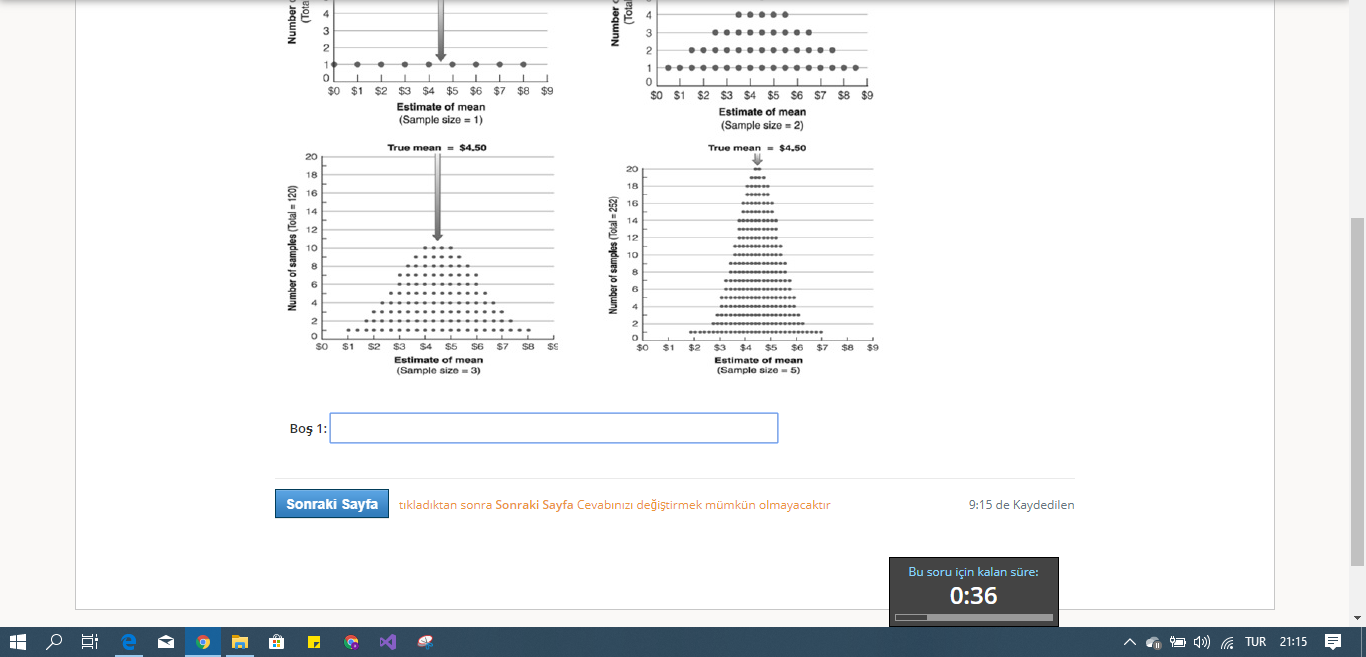 Number
(Tota
4
3
2
1
0
$0 $1 $2 $3 $4 $5 $6 $7 $8 $9
Estimate of mean
(Sample size = 1)
Number
(Total
4
3
2
1
0
$0 $1 $2 $3 $4 $5 $6 $7 $8 $9
Estimate of mean
(Sample size = 2)
True mean = $4.50
Number of samples (Total = 120)
20
18
16
14
12
10
8
6
4
2
0
$0 $1 $2 $3 $4 $5 $6 $7 $8 $9
Estimate of mean
(Sample size = 3)
True mean = $4.50
Number of samples (Total = 252)
20
18
16
14
12
10
8
6
4
2
0
$0 $1 $2 $3 $4 $5 $6 $7 $8 $9
Estimate of mean
(Sample size = 5)
Boş 1:
Sonraki Sayfa tıkladıktan sonra Sonraki Sayfa Cevabınızı değiştirmek mümkün olmayacaktır 9:15 de Kaydedilen
Bu soru için kalan süre:
0:36
TUR 21:15